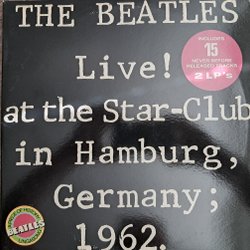 THE BEATLES
Live!
INCLUDES
15
NEVER BEFORE
RELEASED TRACKS
2 LP's
at the Star-Club
in Hamburg,
Germany;
1962.
BEATLES